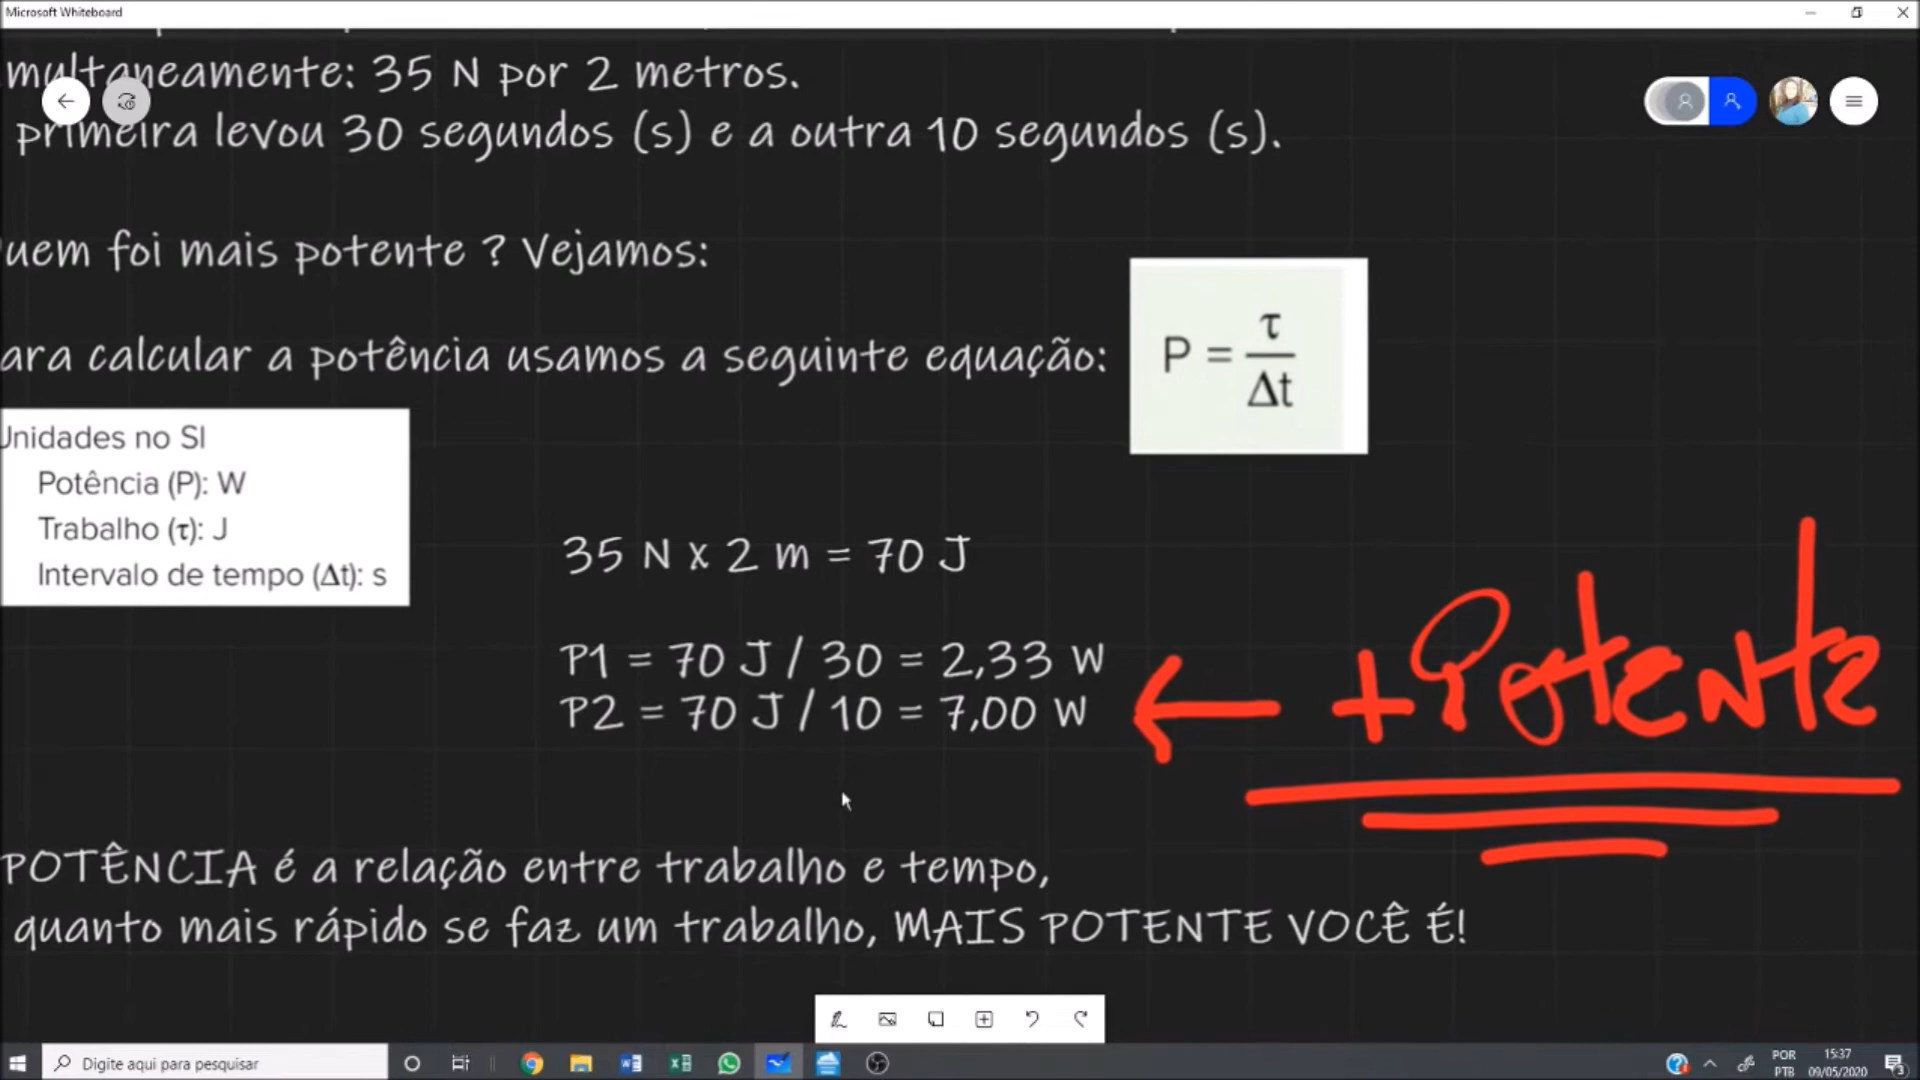 Microsoft Whiteboard
multaneamente: 35 N por 2 metros.
primeira levou 30 segundos (s) e a outra 10 segundos (s).
uem foi mais potente ? Vejamos:
ara calcular a potência usamos a seguinte equação:
P = τ / Δt
Unidades no SI
Potência (P): W
Trabalho (τ): J
Intervalo de tempo (Δt): s
35 N x 2 m = 70 J
P1 = 70 J / 30 = 2,33 W
P2 = 70 J / 10 = 7,00 W
+Potente
POTÊNCIA é a relação entre trabalho e tempo,
quanto mais rápido se faz um trabalho, MAIS POTENTE VOCÊ É!
Digite aqui para pesquisar
POR
PTB
15:37
09/05/2020
3